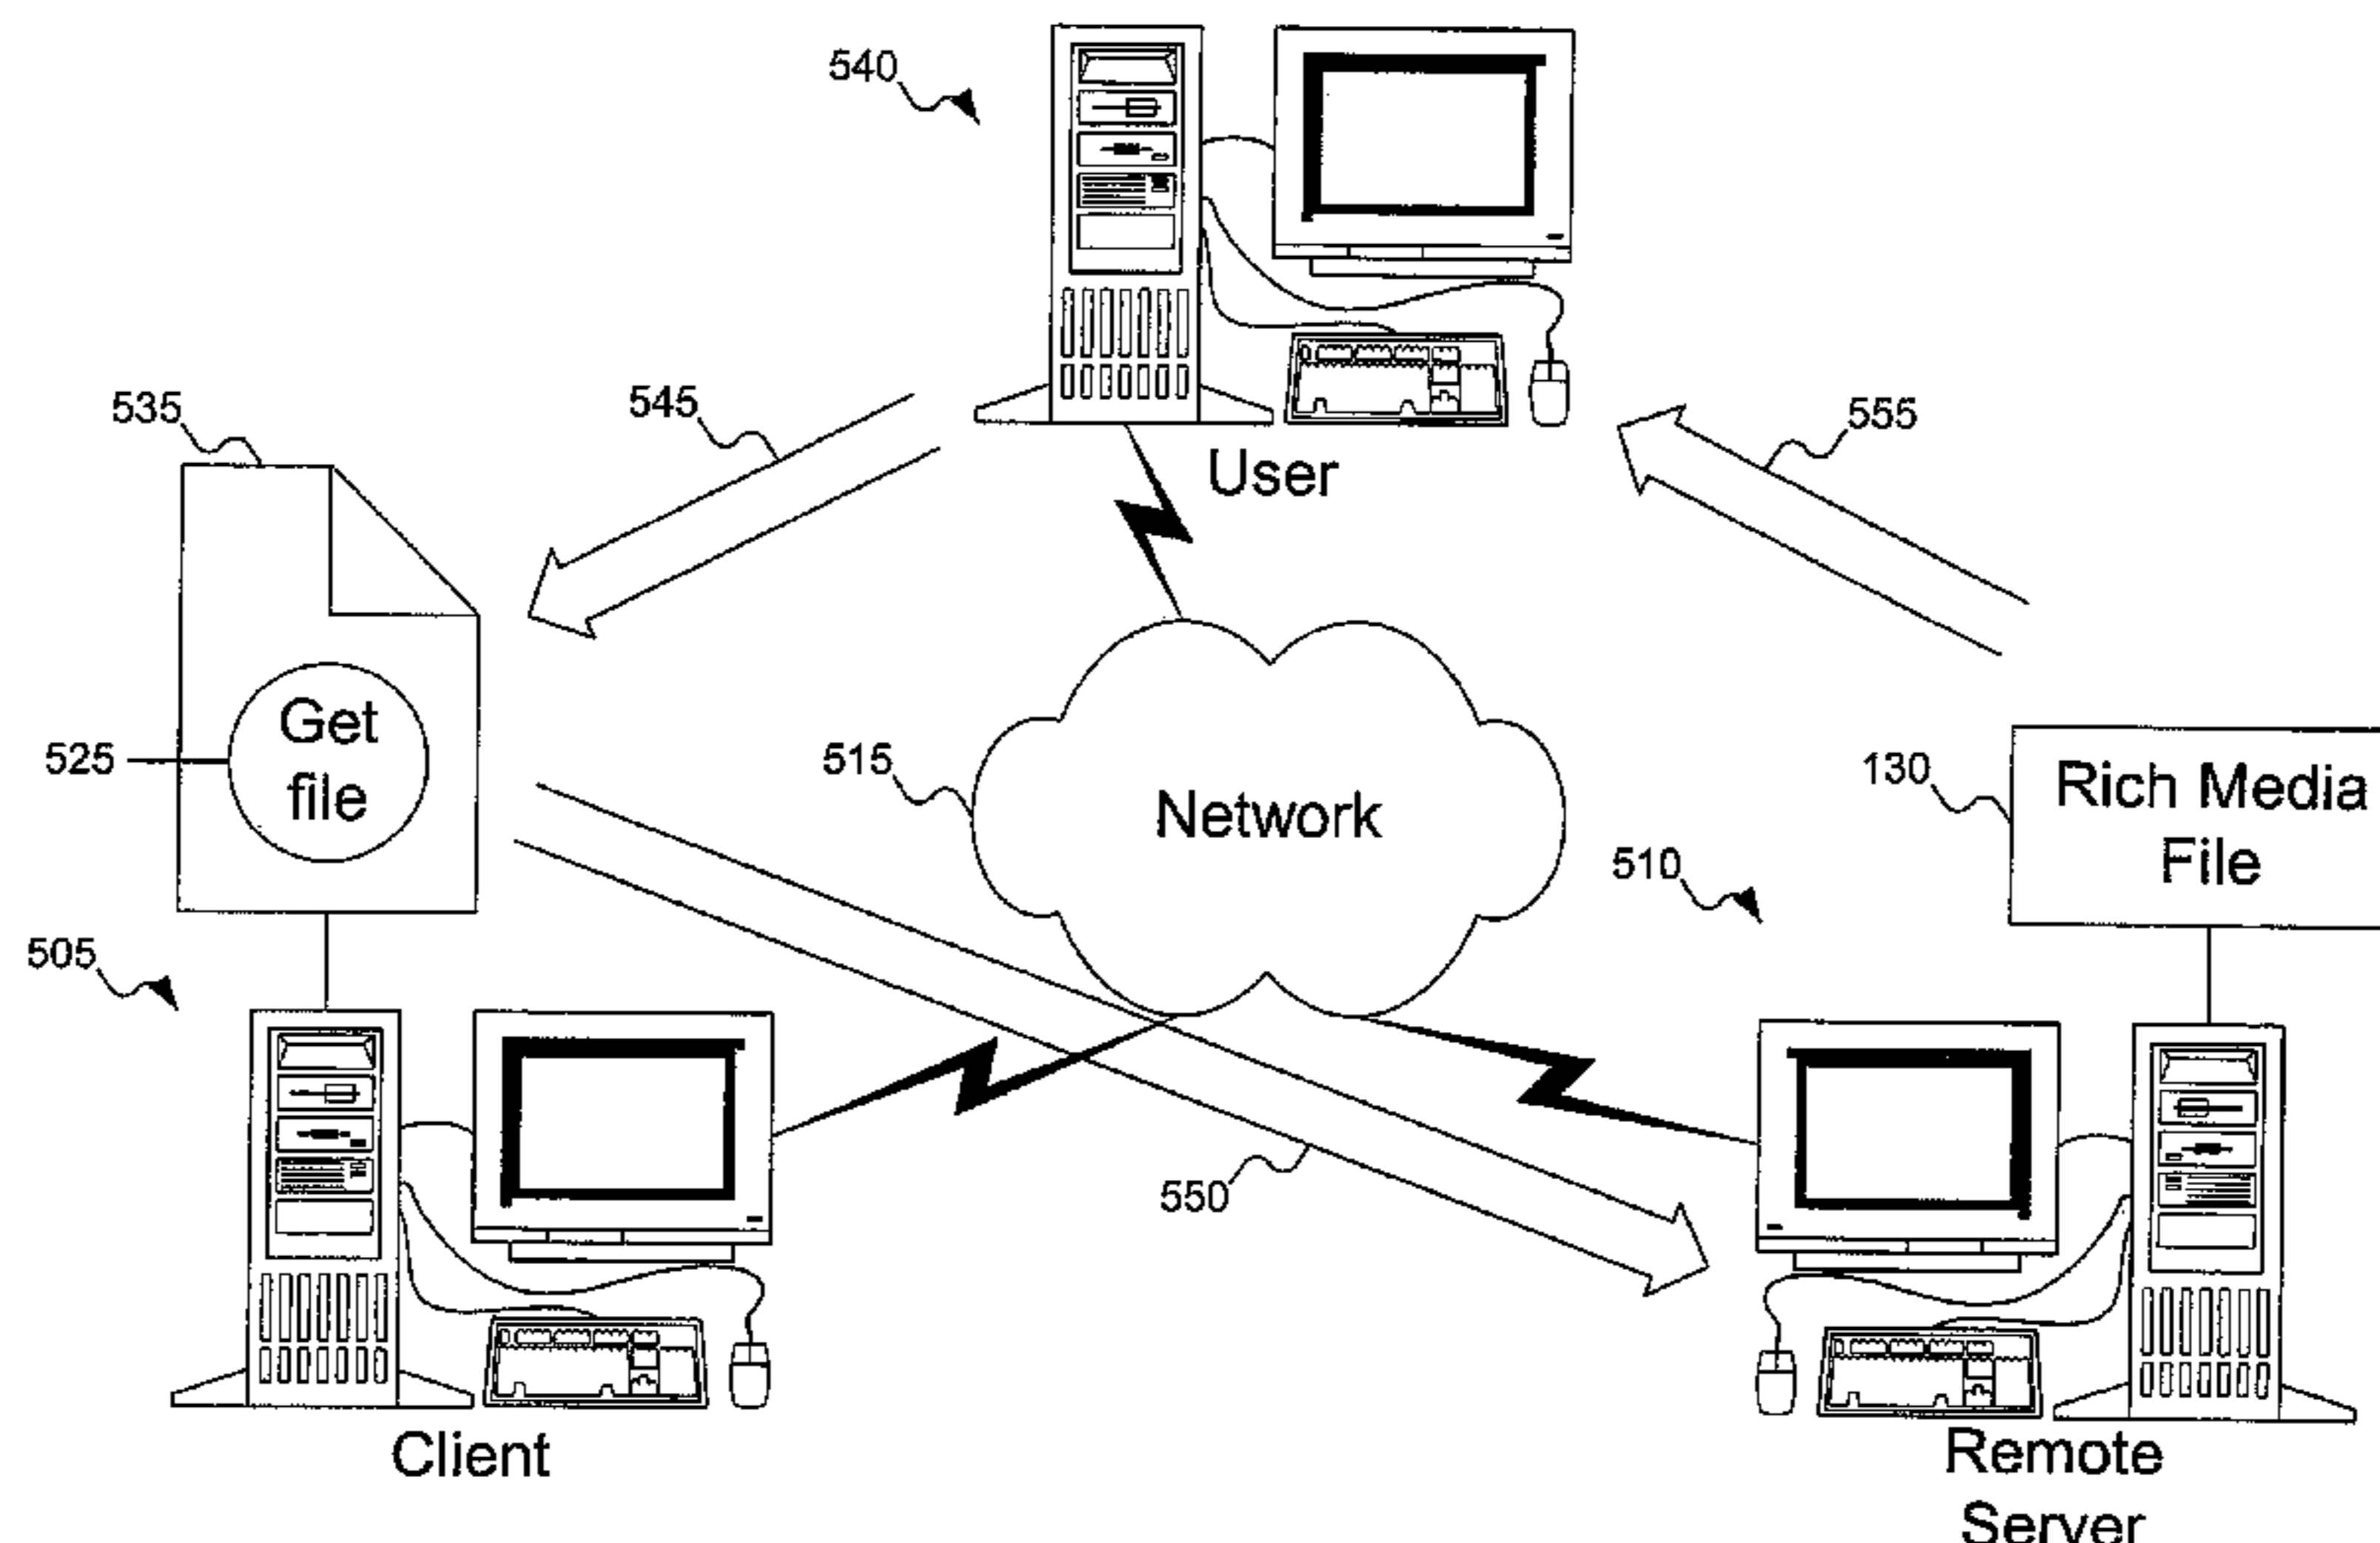 540
User
535
545
555
Get
file
525
515
Network
130
Rich Media
File
510
505
550
Client
Remote
Server